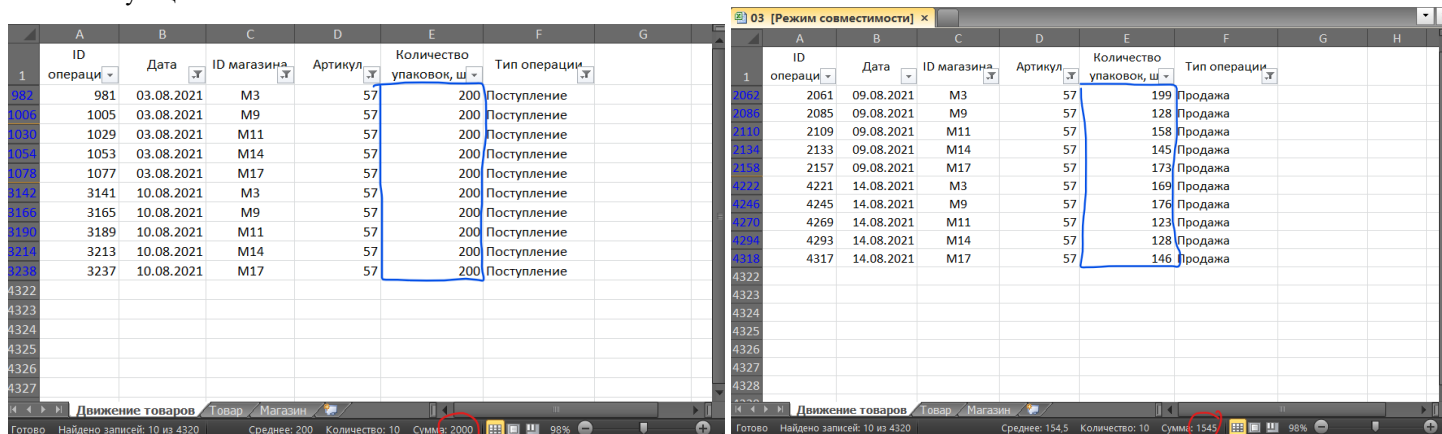 A B C D E F G
1 ID операци Дата ID магазина Артикул Количество упаковок, ш Тип операции
982 981 03.08.2021 М3 57 200 Поступление
1006 1005 03.08.2021 М9 57 200 Поступление
1030 1029 03.08.2021 М11 57 200 Поступление
1054 1053 03.08.2021 М14 57 200 Поступление
1078 1077 03.08.2021 М17 57 200 Поступление
3142 3141 10.08.2021 М3 57 200 Поступление
3166 3165 10.08.2021 М9 57 200 Поступление
3190 3189 10.08.2021 М11 57 200 Поступление
3214 3213 10.08.2021 М14 57 200 Поступление
3238 3237 10.08.2021 М17 57 200 Поступление
4322
4323
4324
4325
4326
4327
Движение товаров Товар Магазин
Готово Найдено записей: 10 из 4320 Среднее: 200 Количество: 10 Сумма: 2000 98%
03 [Режим совместимости]
A B C D E F G H
1 ID операци Дата ID магазина Артикул Количество упаковок, ш Тип операции
2062 2061 09.08.2021 М3 57 199 Продажа
2086 2085 09.08.2021 М9 57 128 Продажа
2110 2109 09.08.2021 М11 57 158 Продажа
2134 2133 09.08.2021 М14 57 145 Продажа
2158 2157 09.08.2021 М17 57 173 Продажа
4222 4221 14.08.2021 М3 57 169 Продажа
4246 4245 14.08.2021 М9 57 176 Продажа
4270 4269 14.08.2021 М11 57 123 Продажа
4294 4293 14.08.2021 М14 57 128 Продажа
4318 4317 14.08.2021 М17 57 146 Продажа
4322
4323
4324
4325
4326
4327
4328
Движение товаров Товар Магазин
Готово Найдено записей: 10 из 4320 Среднее: 154,5 Количество: 10 Сумма: 1545 98%